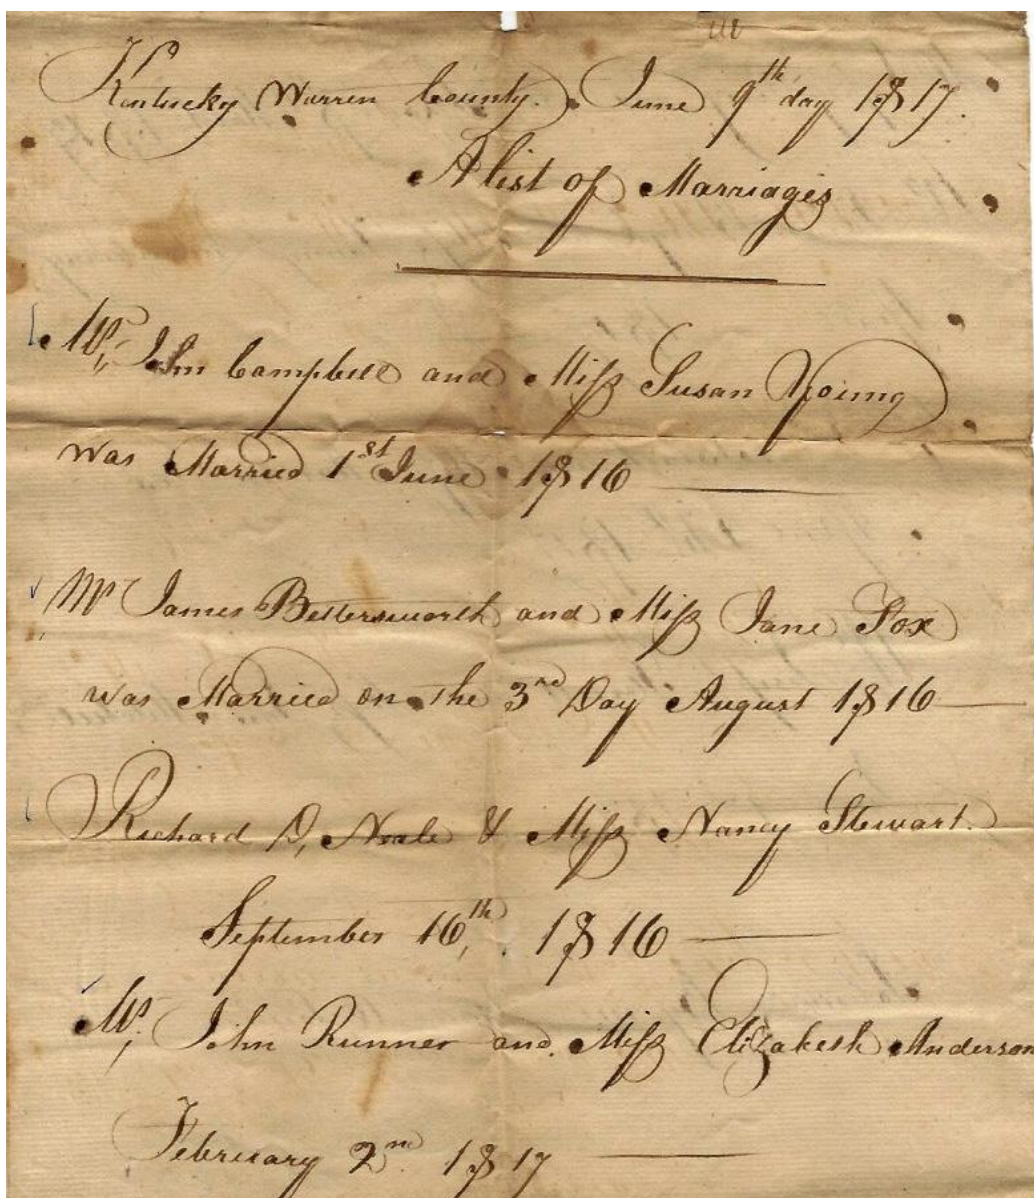 Kentucky Warren County. June 9th day 1817.
A list of Marriages
Mr. John Campbell and Miss Susan Young
was Married 1st June 1816
Mr James Bettersworth and Miss Jane Fox
was Married on the 3rd Day August 1816
Richard D, Neale & Miss Nancy Stewart.
September 16th, 1816
Mr. John Runner and Miss Elizabeth Anderson
February 2nd 1817